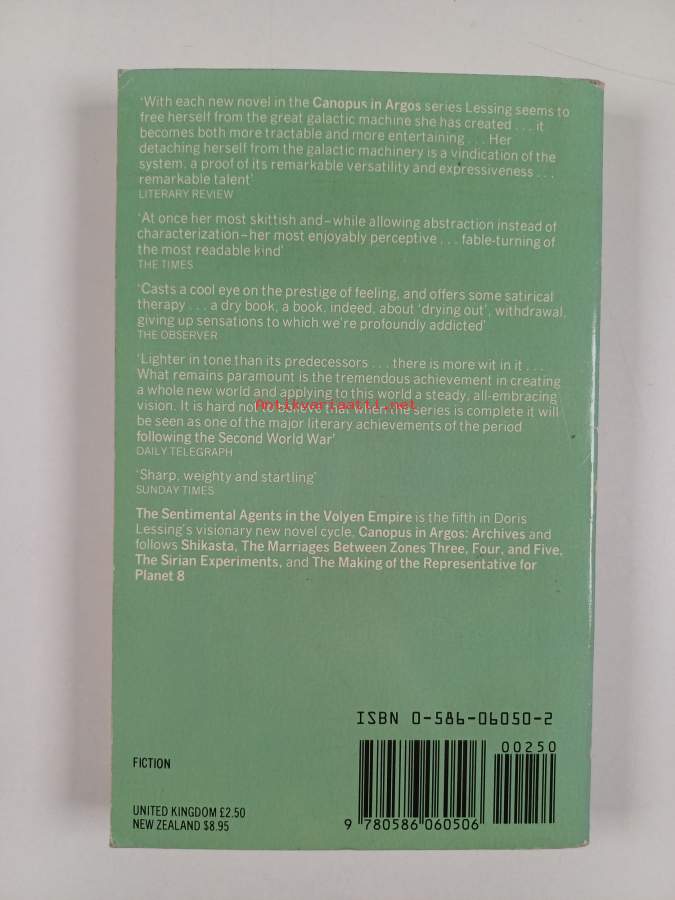 ‘With each new novel in the Canopus in Argos series Lessing seems to
free herself from the great galactic machine she has created . . . it
becomes both more tractable and more entertaining . . . Her
detaching herself from the galactic machinery is a vindication of the
system, a proof of its remarkable versatility and expressiveness . . .
remarkable talent’
LITERARY REVIEW
‘At once her most skittish and–while allowing abstraction instead of
characterization–her most enjoyably perceptive . . . fable-turning of
the most readable kind’
THE TIMES
‘Casts a cool eye on the prestige of feeling, and offers some satirical
therapy . . . a dry book, a book, indeed, about ‘drying out’, withdrawal,
giving up sensations to which we’re profoundly addicted’
THE OBSERVER
‘Lighter in tone than its predecessors . . . there is more wit in it . . .
What remains paramount is the tremendous achievement in creating
a whole new world and applying to this world a steady, all-embracing
vision. It is hard not to believe that when the series is complete it will
Antikvariaatti.net
be seen as one of the major literary achievements of the period
following the Second World War’
DAILY TELEGRAPH
‘Sharp, weighty and startling’
SUNDAY TIMES
The Sentimental Agents in the Volyen Empire is the fifth in Doris
Lessing’s visionary new novel cycle, Canopus in Argos: Archives and
follows Shikasta, The Marriages Between Zones Three, Four, and Five,
The Sirian Experiments, and The Making of the Representative for
Planet 8
ISBN 0-586-06050-2
00250
FICTION
UNITED KINGDOM £2.50
NEW ZEALAND $8.95
9 780586 060506